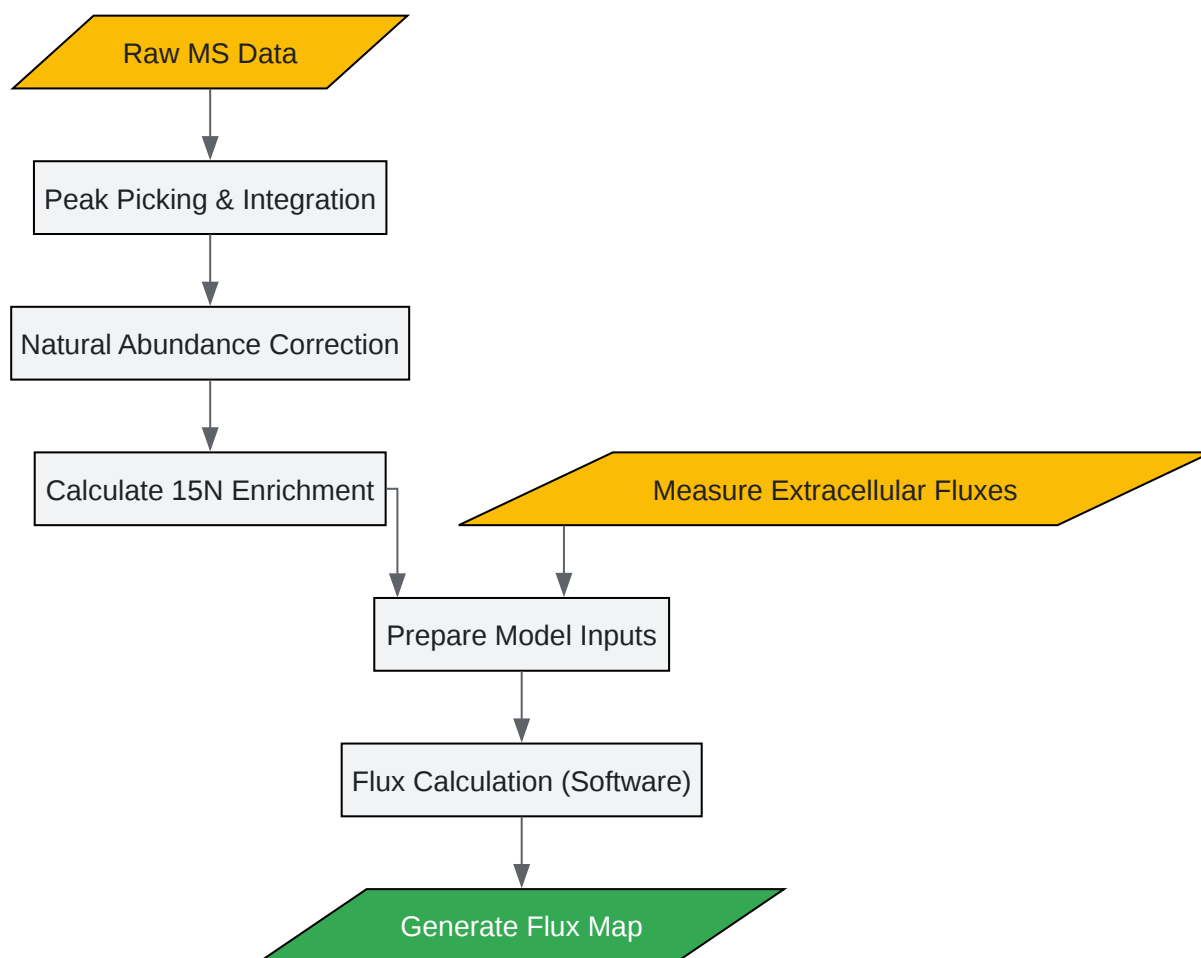 Raw MS Data
Peak Picking & Integration
Natural Abundance Correction
Calculate 15N Enrichment
Measure Extracellular Fluxes
Prepare Model Inputs
Flux Calculation (Software)
Generate Flux Map